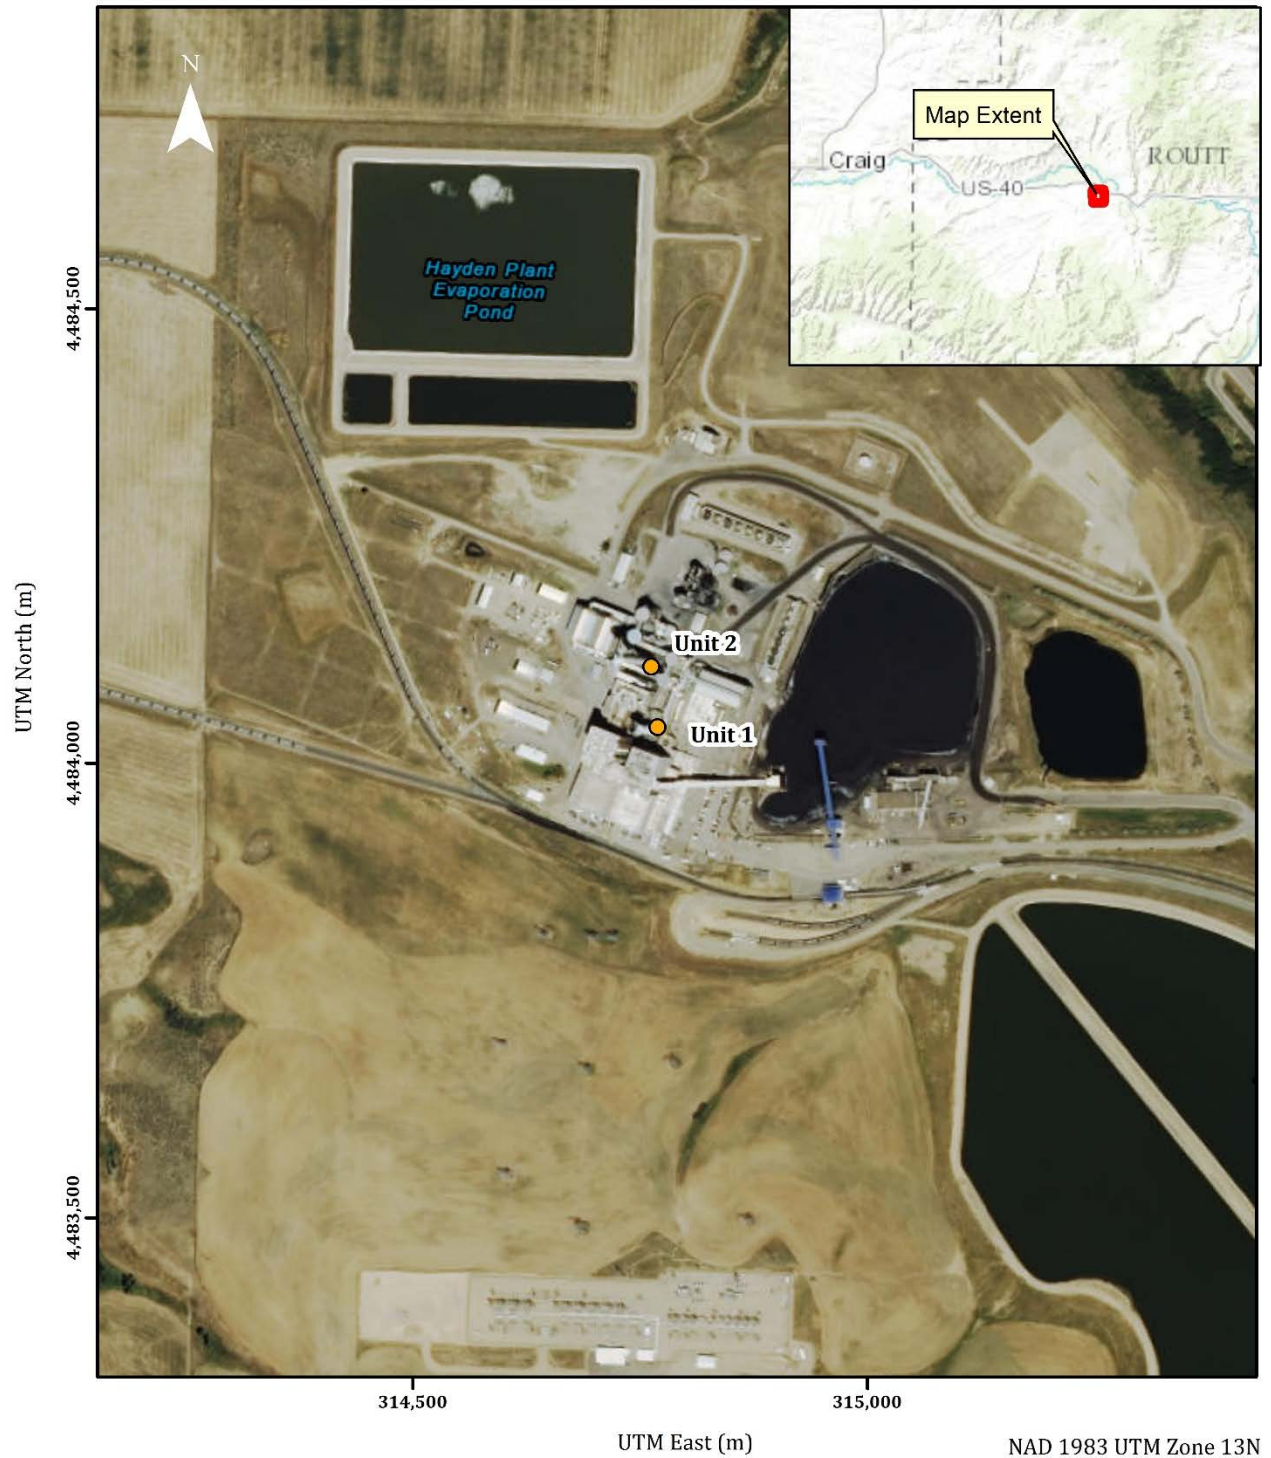 N
Map Extent
Craig
ROUTT
US-40
Hayden Plant
Evaporation
Pond
4,484,500
Unit 2
Unit 1
UTM North (m)
4,484,000
4,483,500
314,500
315,000
UTM East (m)
NAD 1983 UTM Zone 13N